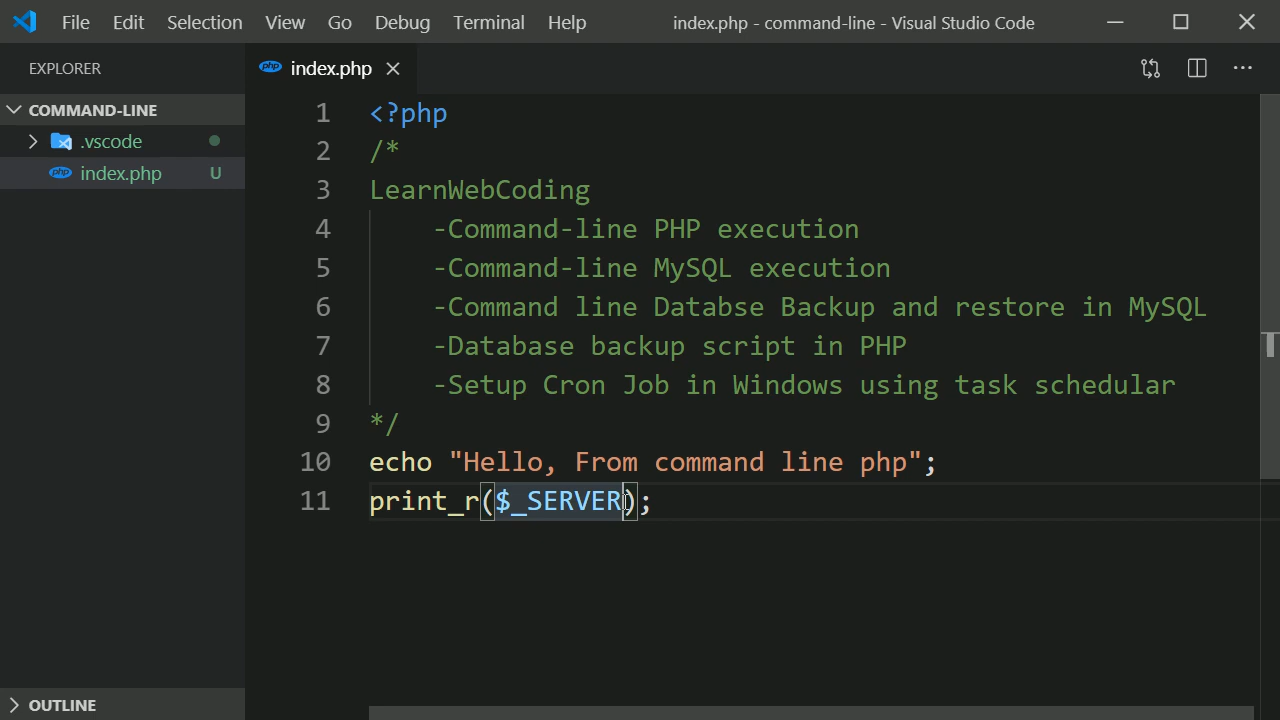 File Edit Selection View Go Debug Terminal Help index.php - command-line - Visual Studio Code
EXPLORER
index.php
COMMAND-LINE
.vscode
index.php U
1 <?php
2 /*
3 LearnWebCoding
4 -Command-line PHP execution
5 -Command-line MySQL execution
6 -Command line Databse Backup and restore in MySQL
7 -Database backup script in PHP
8 -Setup Cron Job in Windows using task schedular
9 */
10 echo "Hello, From command line php";
11 print_r($_SERVER);
OUTLINE